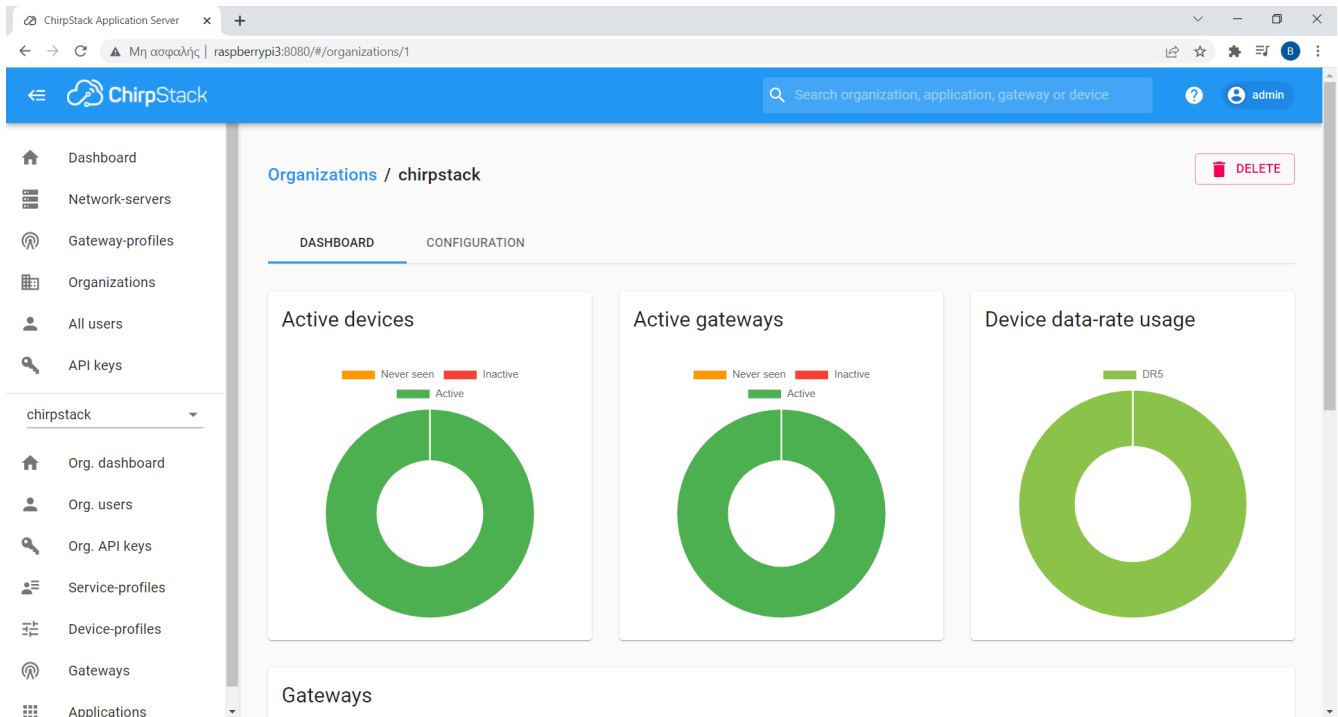 ChirpStack Application Server
Μη ασφαλής | raspberrypi3:8080/#/organizations/1
B
ChirpStack
Search organization, application, gateway or device
?
admin
Dashboard
Network-servers
Gateway-profiles
Organizations
All users
API keys
chirpstack
Org. dashboard
Org. users
Org. API keys
Service-profiles
Device-profiles
Gateways
Applications
Organizations / chirpstack
DELETE
DASHBOARD CONFIGURATION
Active devices
Never seen Inactive
Active
Active gateways
Never seen Inactive
Active
Device data-rate usage
DR5
Gateways